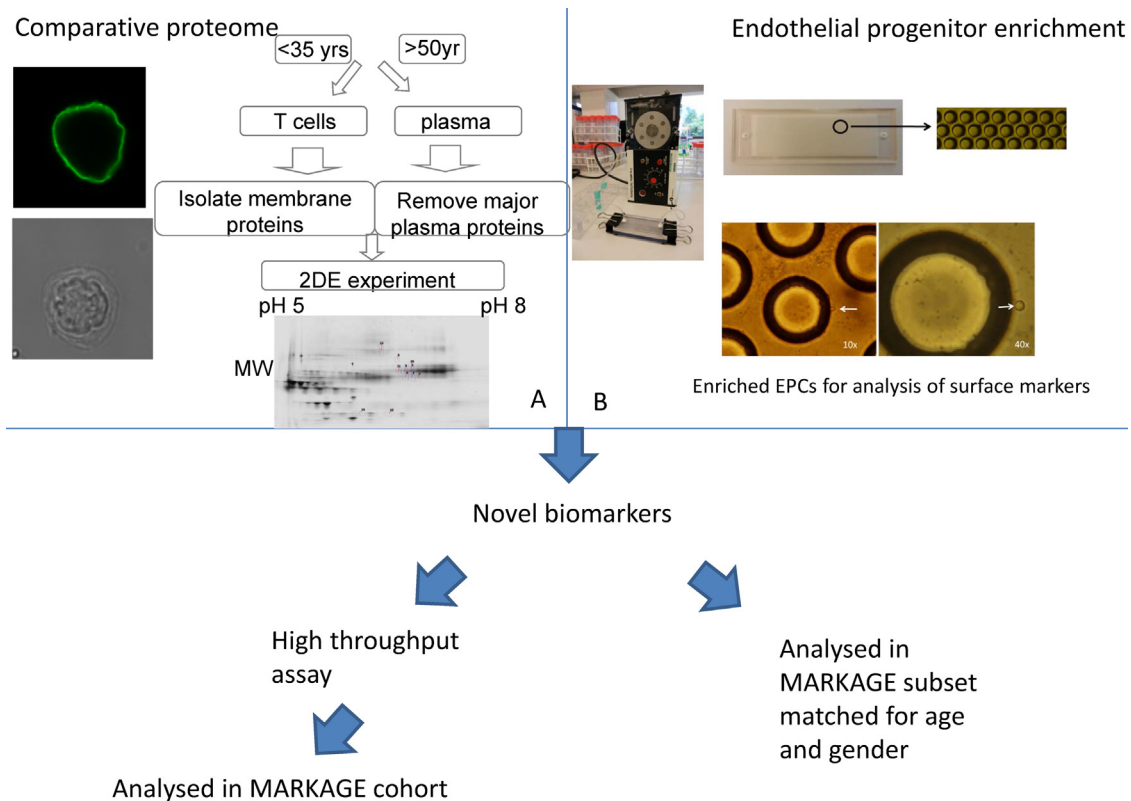 Comparative proteome
<35 yrs
>50yr
T cells
plasma
Isolate membrane
proteins
Remove major
plasma proteins
2DE experiment
pH 5
pH 8
MW
A
Endothelial progenitor enrichment
10x
40x
Enriched EPCs for analysis of surface markers
B
Novel biomarkers
High throughput
assay
Analysed in MARKAGE cohort
Analysed in
MARKAGE subset
matched for age
and gender